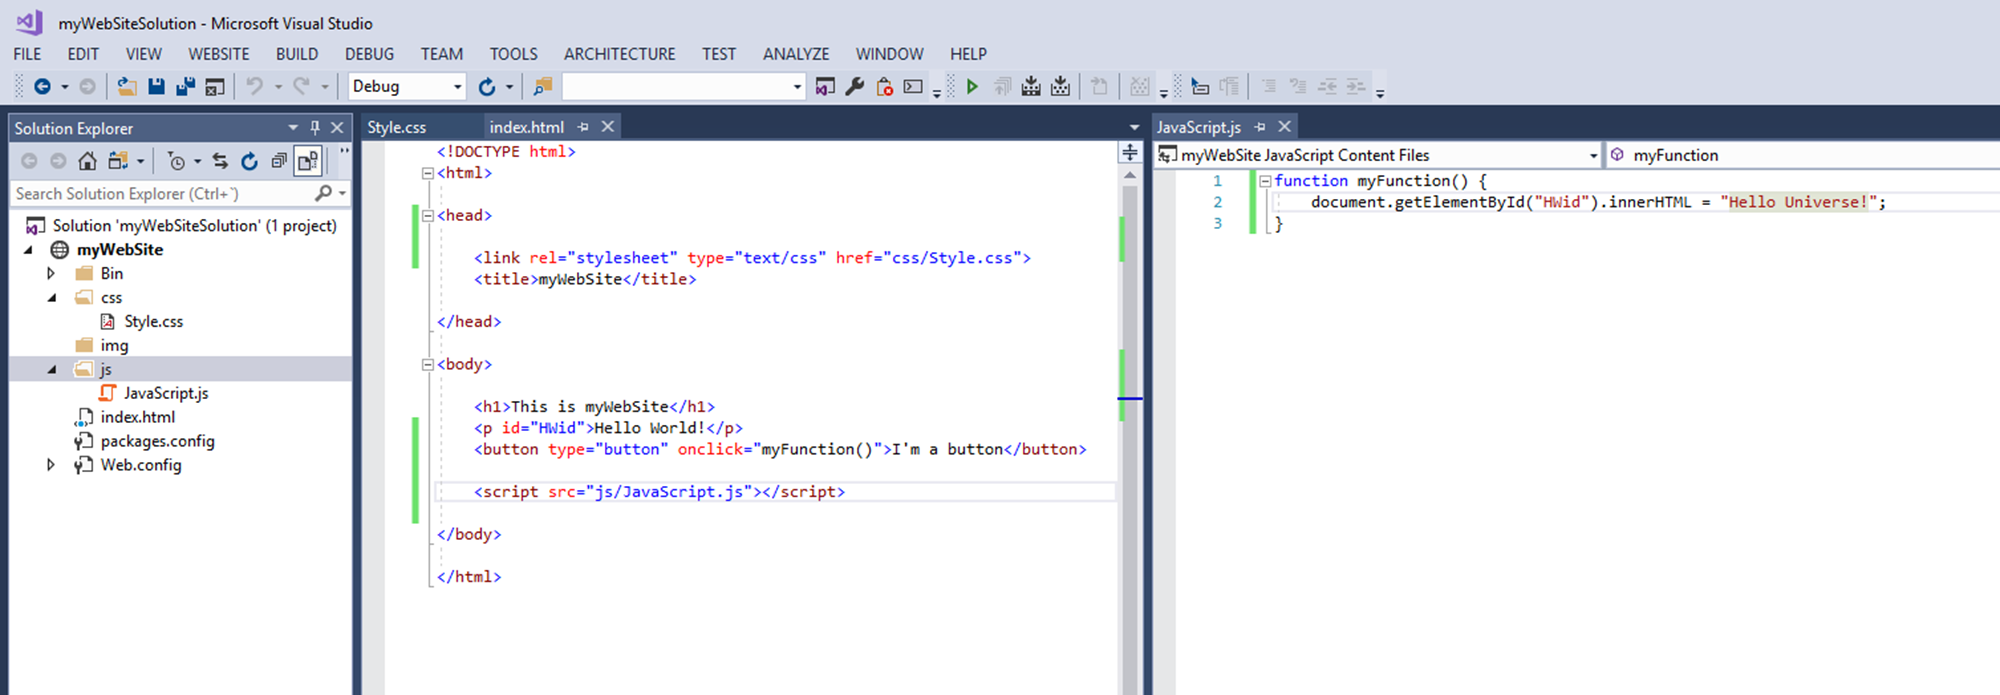 myWebSiteSolution - Microsoft Visual Studio
FILE EDIT VIEW WEBSITE BUILD DEBUG TEAM TOOLS ARCHITECTURE TEST ANALYZE WINDOW HELP
Debug
Solution Explorer
Search Solution Explorer (Ctrl+¨)
Solution 'myWebSiteSolution' (1 project)
myWebSite
Bin
css
Style.css
img
js
JavaScript.js
index.html
packages.config
Web.config
Style.css index.html
<!DOCTYPE html>
<html>
<head>
<link rel="stylesheet" type="text/css" href="css/Style.css">
<title>myWebSite</title>
</head>
<body>
<h1>This is myWebSite</h1>
<p id="HWid">Hello World!</p>
<button type="button" onclick="myFunction()">I'm a button</button>
<script src="js/JavaScript.js"></script>
</body>
</html>
JavaScript.js
myWebSite JavaScript Content Files myFunction
1 function myFunction() {
2 document.getElementById("HWid").innerHTML = "Hello Universe!";
3 }